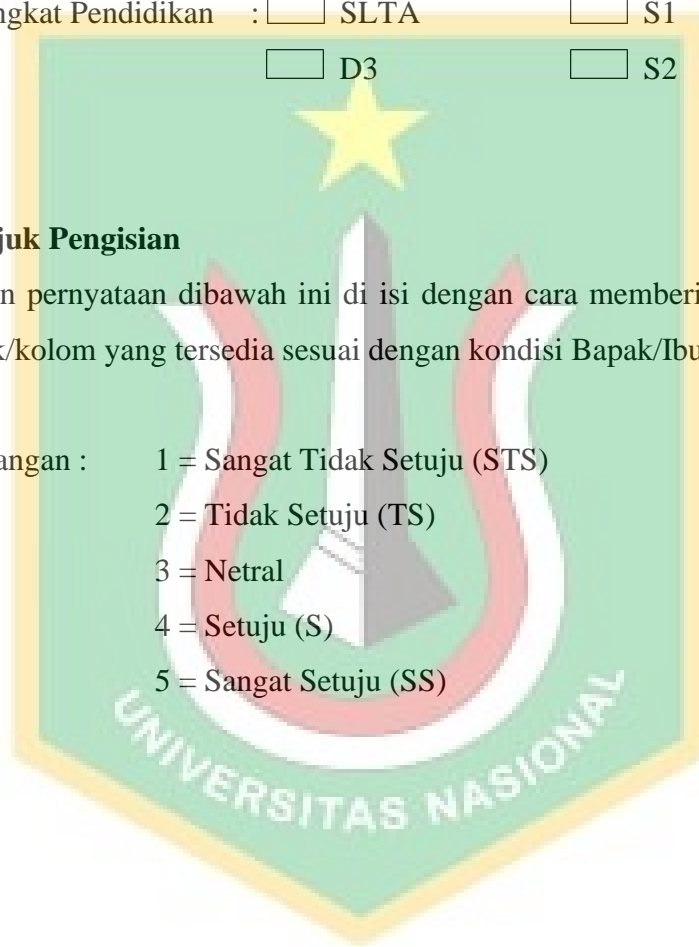 ngkat Pendidikan : SLTA S1
D3 S2
juk Pengisian
n pernyataan dibawah ini di isi dengan cara memberi
k/kolom yang tersedia sesuai dengan kondisi Bapak/Ibu
angan : 1 = Sangat Tidak Setuju (STS)
2 = Tidak Setuju (TS)
3 = Netral
4 = Setuju (S)
5 = Sangat Setuju (SS)
UNIVERSITAS NASIONAL